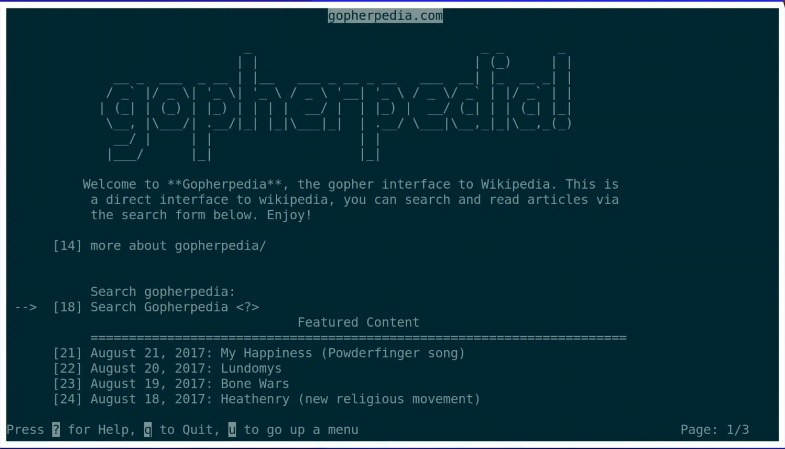 gopherpedia.com
gopherpedia!
Welcome to **Gopherpedia**, the gopher interface to Wikipedia. This is
a direct interface to wikipedia, you can search and read articles via
the search form below. Enjoy!
[14] more about gopherpedia/
Search gopherpedia:
--> [18] Search Gopherpedia <?>
Featured Content
======================================================================
[21] August 21, 2017: My Happiness (Powderfinger song)
[22] August 20, 2017: Lundomys
[23] August 19, 2017: Bone Wars
[24] August 18, 2017: Heathenry (new religious movement)
Press ? for Help, q to Quit, u to go up a menu Page: 1/3